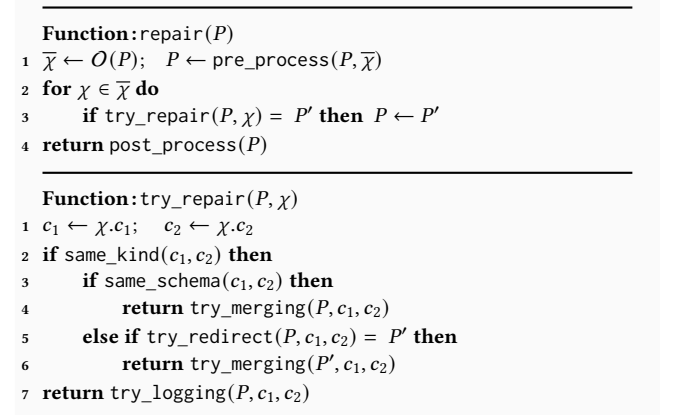 Function:repair(P)
1 χ̅ ← O(P); P ← pre_process(P, χ̅)
2 for χ ∈ χ̅ do
3 if try_repair(P, χ) = P′ then P ← P′
4 return post_process(P)
Function:try_repair(P, χ)
1 c₁ ← χ.c₁; c₂ ← χ.c₂
2 if same_kind(c₁, c₂) then
3 if same_schema(c₁, c₂) then
4 return try_merging(P, c₁, c₂)
5 else if try_redirect(P, c₁, c₂) = P′ then
6 return try_merging(P′, c₁, c₂)
7 return try_logging(P, c₁, c₂)